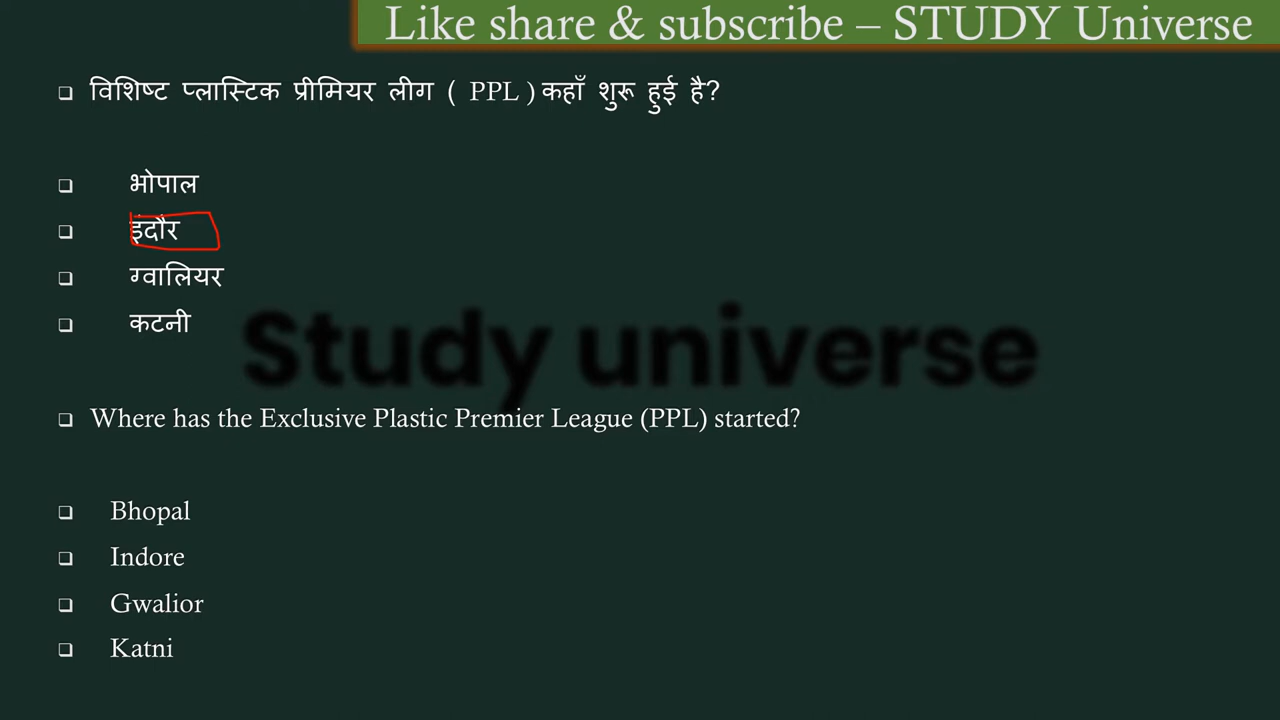 Like share & subscribe – STUDY Universe
विशिष्ट प्लास्टिक प्रीमियर लीग ( PPL ) कहाँ शुरू हुई है?
भोपाल
इंदौर
ग्वालियर
कटनी
Study universe
Where has the Exclusive Plastic Premier League (PPL) started?
Bhopal
Indore
Gwalior
Katni